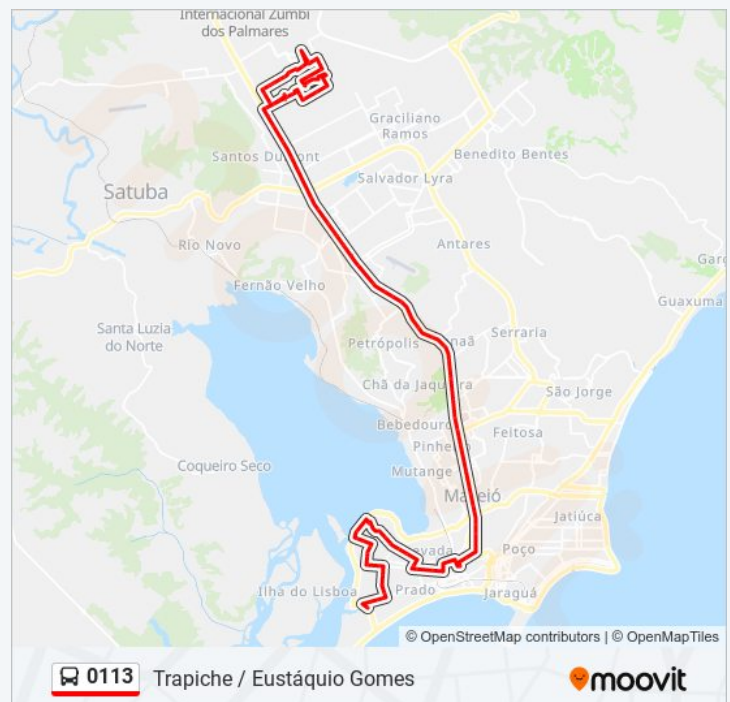 Internacional Zumbi
dos Palmares
Graciliano
Ramos
Benedito Bentes
Santos Dumont
Salvador Lyra
Satuba
Rio Novo
Antares
Fernão Velho
Guaxuma
Santa Luzia
do Norte
Serraria
Petrópolis
Chã da Jaqueira
São Jorge
Bebedouro
Feitosa
Pinheiro
Coqueiro Seco
Mutange
Maceió
Jatiúca
Poço
Ilha do Lisboa
Prado
Jaraguá
© OpenStreetMap contributors | © OpenMapTiles
0113 Trapiche / Eustáquio Gomes
moovit